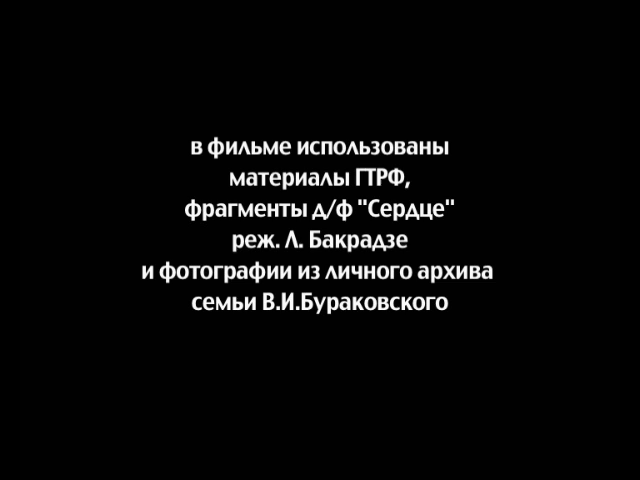 в фильме использованы
материалы ГТРФ,
фрагменты д/ф "Сердце"
реж. Л. Бакрадзе
и фотографии из личного архива
семьи В.И.Бураковского